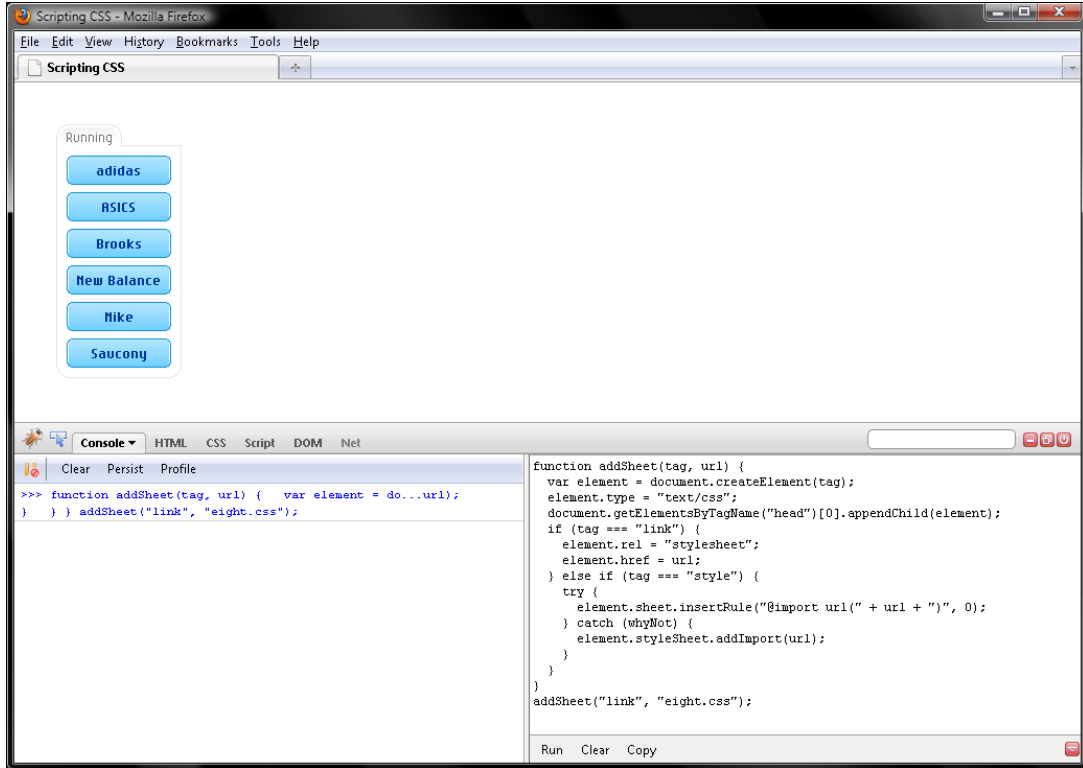 Scripting CSS - Mozilla Firefox
File Edit View History Bookmarks Tools Help
Scripting CSS
Running
adidas
ASICS
Brooks
New Balance
Nike
Saucony
Console HTML CSS Script DOM Net
Clear Persist Profile
>>> function addSheet(tag, url) {   var element = do...url);
}   } } addSheet("link", "eight.css");
function addSheet(tag, url) {
  var element = document.createElement(tag);
  element.type = "text/css";
  document.getElementsByTagName("head")[0].appendChild(element);
  if (tag === "link") {
    element.rel = "stylesheet";
    element.href = url;
  } else if (tag === "style") {
    try {
      element.sheet.insertRule("@import url(" + url + ")", 0);
    } catch (whyNot) {
      element.styleSheet.addImport(url);
    }
  }
}
addSheet("link", "eight.css");
Run Clear Copy